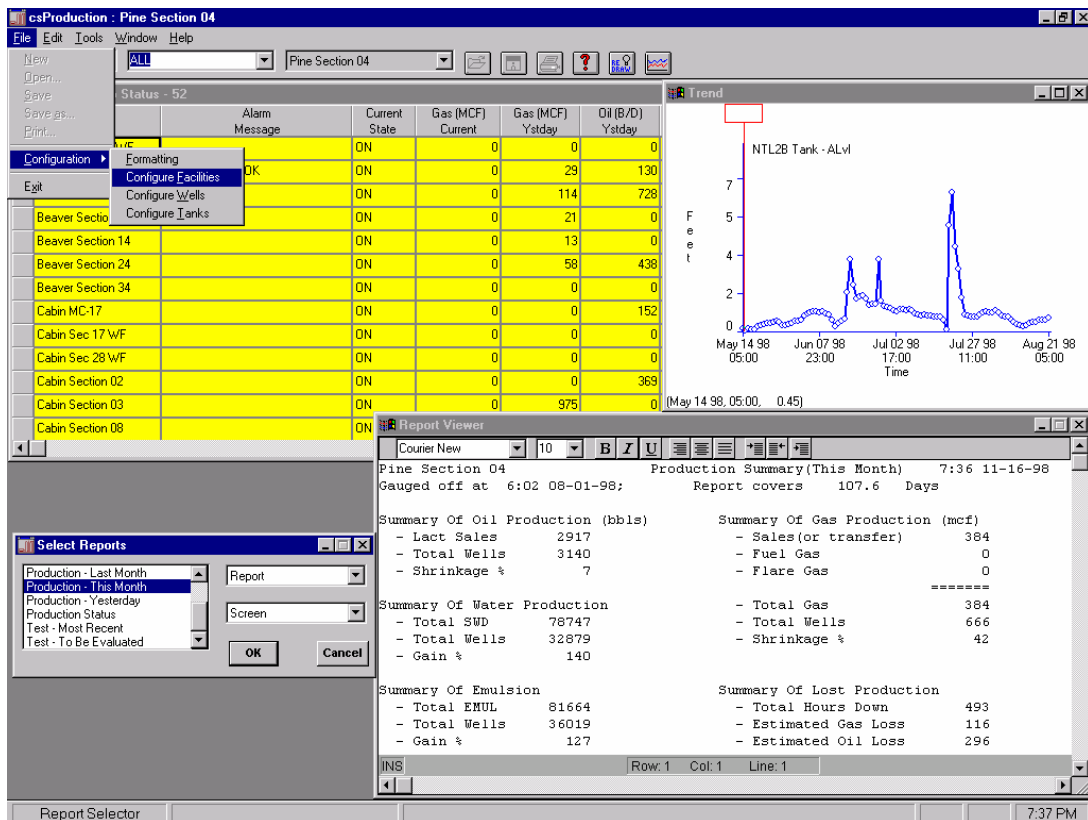 csProduction : Pine Section 04
File Edit Tools Window Help
New
Open...
Save
Save as...
Print...
Configuration
Exit
Formatting
Configure Facilities
Configure Wells
Configure Tanks
ALL Pine Section 04
RE DRAW
Status - 52
Alarm Message Current State Gas (MCF) Current Gas (MCF) Ystday Oil (B/D) Ystday
WF ON 0 0 0
OK ON 0 29 130
ON 0 114 728
Beaver Sectio ON 0 21 0
Beaver Section 14 ON 0 13 0
Beaver Section 24 ON 0 58 438
Beaver Section 34 ON 0 0 0
Cabin MC-17 ON 0 0 152
Cabin Sec 17 WF ON 0 0 0
Cabin Sec 28 WF ON 0 0 0
Cabin Section 02 ON 0 0 369
Cabin Section 03 ON 0 975 0
Cabin Section 08 ON
Trend
NTL2B Tank - ALvl
Feet
7
5
4
2
0
May 14 98 Jun 07 98 Jul 02 98 Jul 27 98 Aug 21 98
05:00 23:00 17:00 11:00 05:00
Time
(May 14 98, 05:00, 0.45)
Select Reports
Production - Last Month
Production - This Month
Production - Yesterday
Production Status
Test - Most Recent
Test - To Be Evaluated
Report
Screen
OK Cancel
Report Viewer
Courier New 10 B I U
Pine Section 04 Production Summary(This Month) 7:36 11-16-98
Gauged off at 6:02 08-01-98; Report covers 107.6 Days
Summary Of Oil Production (bbls) Summary Of Gas Production (mcf)
- Lact Sales 2917 - Sales(or transfer) 384
- Total Wells 3140 - Fuel Gas 0
- Shrinkage % 7 - Flare Gas 0
=======
Summary Of Water Production - Total Gas 384
- Total SWD 78747 - Total Wells 666
- Total Wells 32879 - Shrinkage % 42
- Gain % 140
Summary Of Emulsion Summary Of Lost Production
- Total EMUL 81664 - Total Hours Down 493
- Total Wells 36019 - Estimated Gas Loss 116
- Gain % 127 - Estimated Oil Loss 296
INS Row: 1 Col: 1 Line: 1
Report Selector 7:37 PM